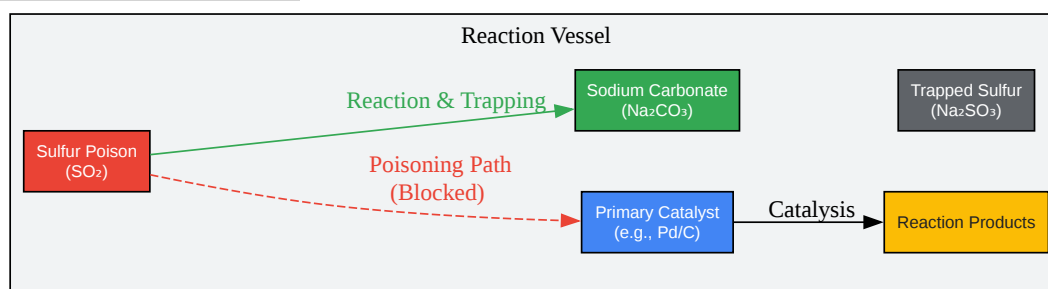 Reaction Vessel
Sodium Carbonate
(Na₂CO₃)
Trapped Sulfur
(Na₂SO₃)
Reaction & Trapping
Sulfur Poison
(SO₂)
Poisoning Path
(Blocked)
Primary Catalyst
(e.g., Pd/C)
Catalysis
Reaction Products